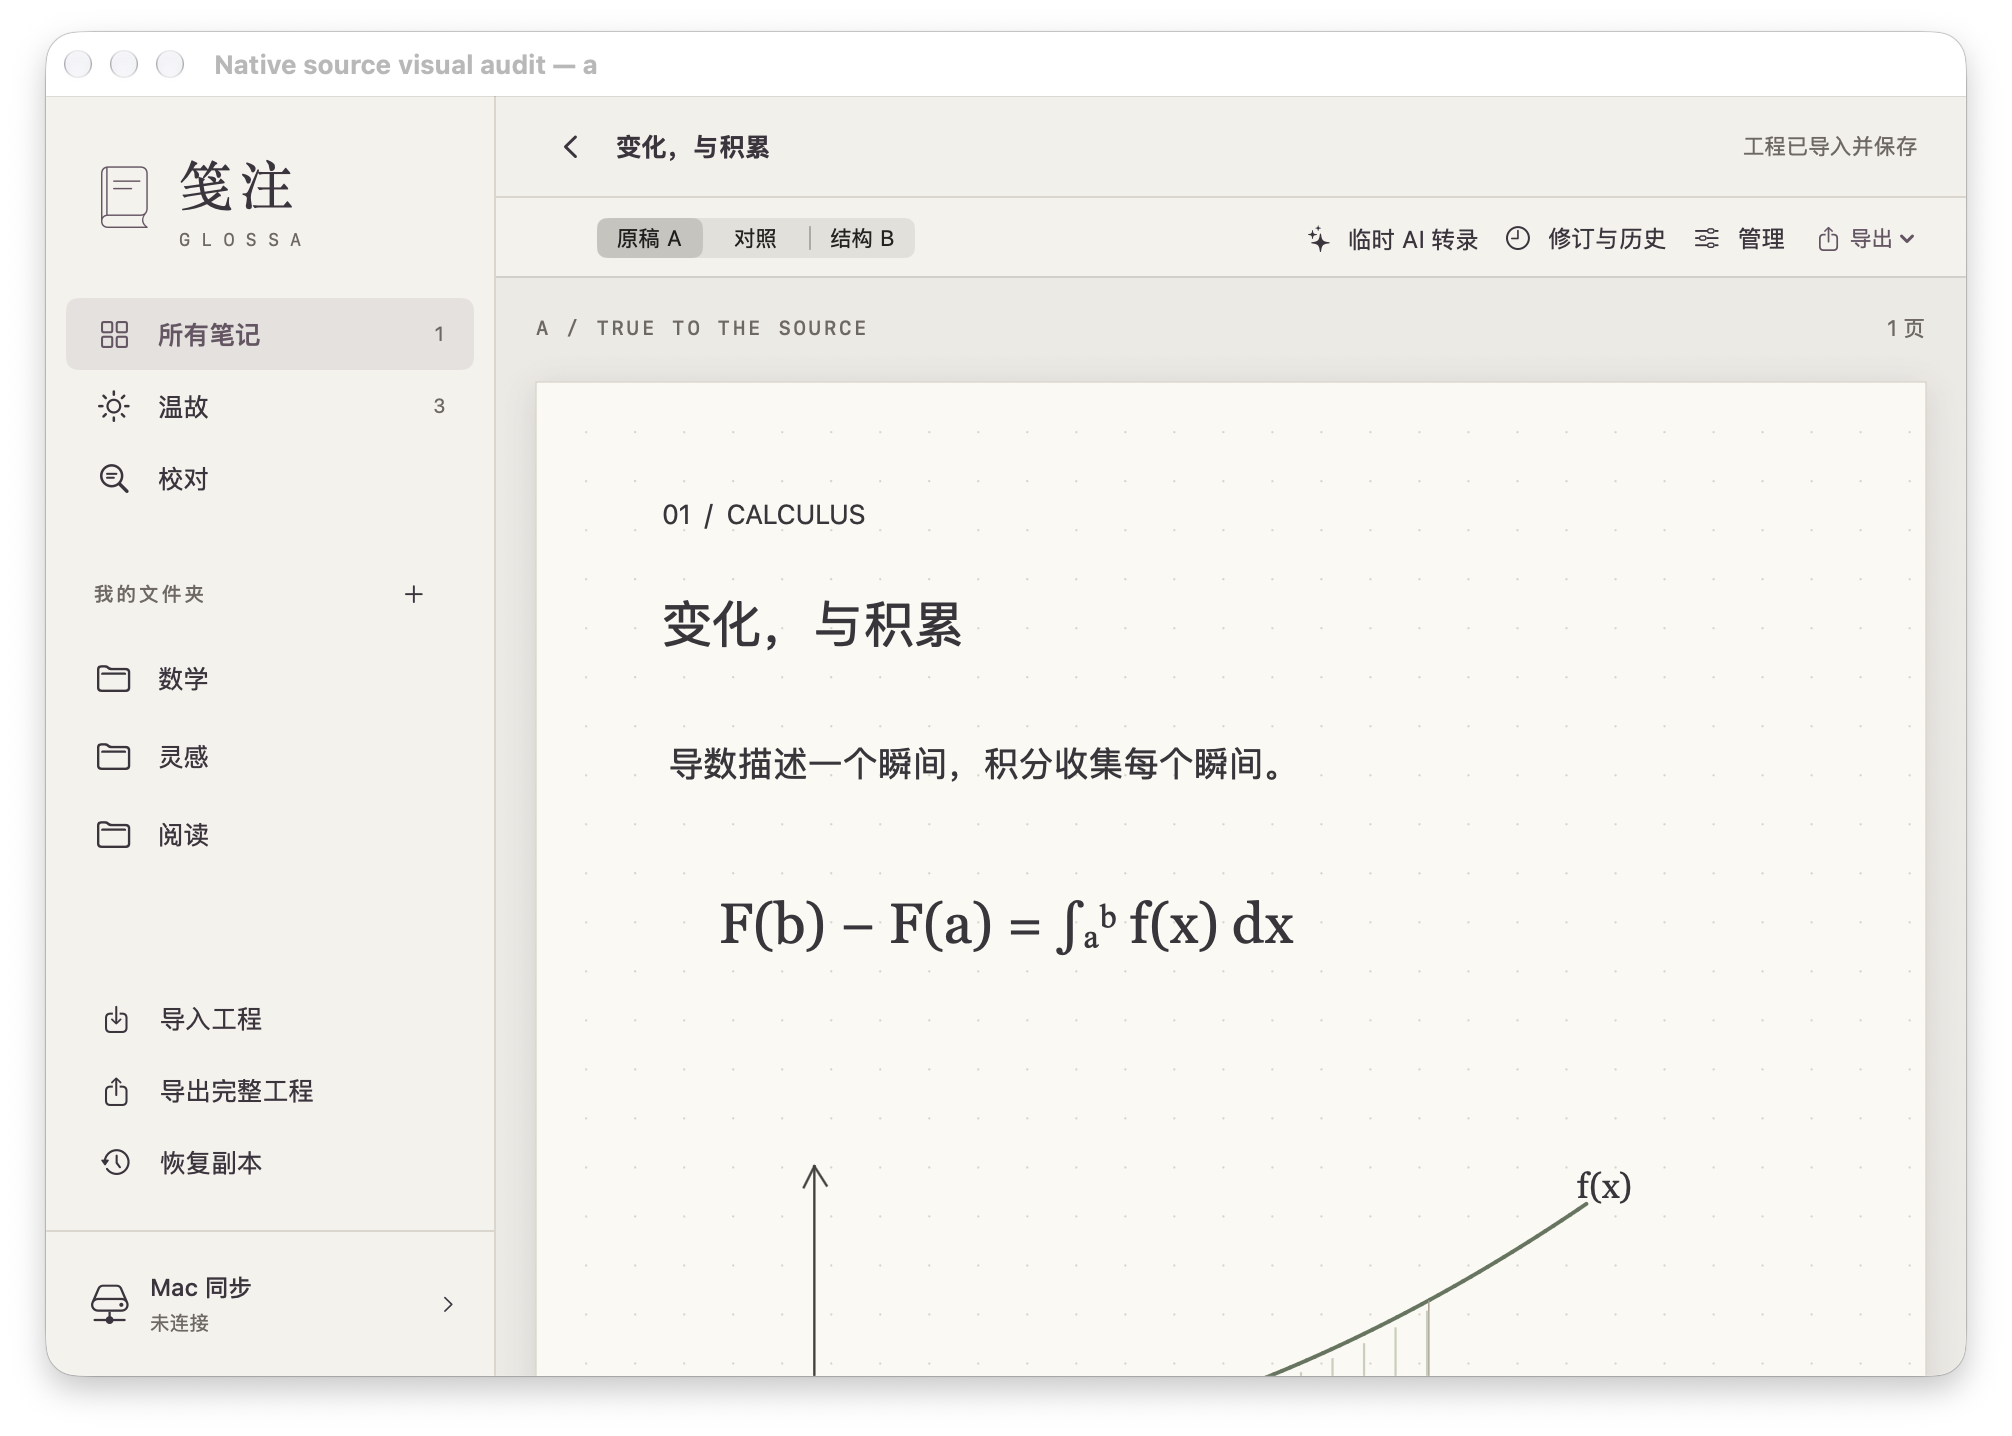 Native source visual audit — a
笺注
GLOSSA
所有笔记 1
温故 3
校对
我的文件夹
数学
灵感
阅读
导入工程
导出完整工程
恢复副本
Mac 同步
未连接
变化，与积累
工程已导入并保存
原稿 A 对照 结构 B
临时 AI 转录 修订与历史 管理 导出
A / TRUE TO THE SOURCE
1 页
01 / CALCULUS
变化，与积累
导数描述一个瞬间，积分收集每个瞬间。
F(b) – F(a) = ∫ₐᵇ f(x) dx
f(x)